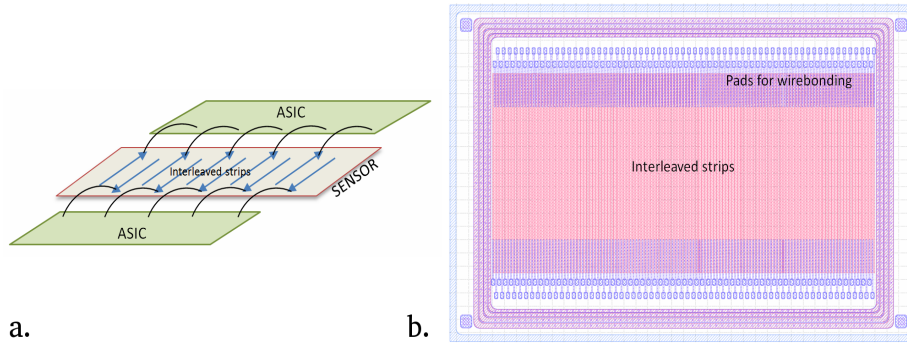 ASIC
Interleaved strips
SENSOR
ASIC
a.
Pads for wirebonding
Interleaved strips
b.